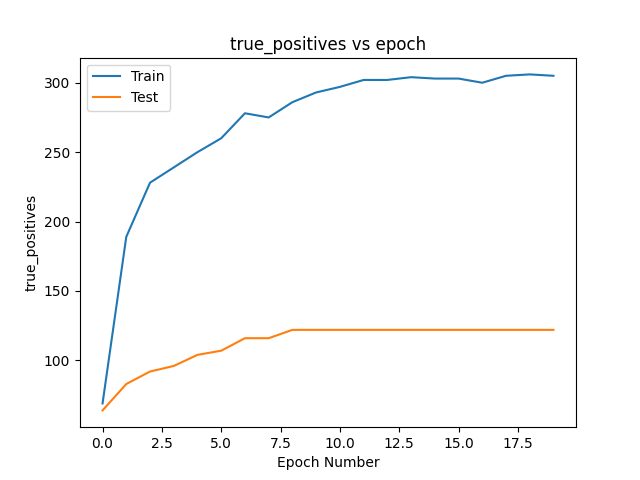 true_positives vs epoch
Train
Test
300
250
200
150
100
true_positives
0.0 2.5 5.0 7.5 10.0 12.5 15.0 17.5
Epoch Number